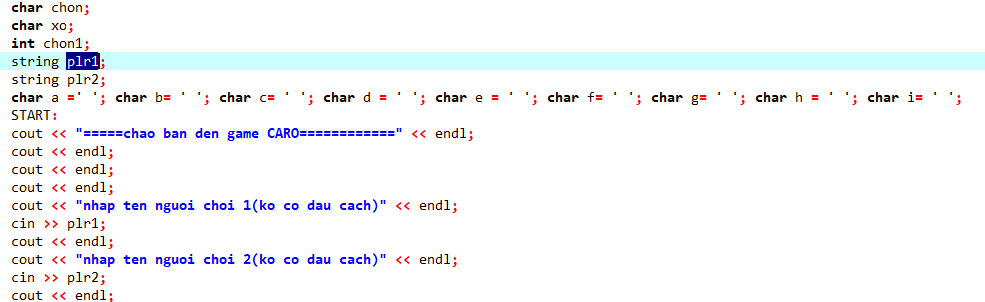 char chon;
char xo;
int chon1;
string plr1;
string plr2;
char a =' '; char b= ' '; char c= ' '; char d = ' '; char e = ' '; char f= ' '; char g= ' '; char h = ' '; char i= ' ';
START:
cout << "=====chao ban den game CARO============" << endl;
cout << endl;
cout << endl;
cout << endl;
cout << "nhap ten nguoi choi 1(ko co dau cach)" << endl;
cin >> plr1;
cout << endl;
cout << "nhap ten nguoi choi 2(ko co dau cach)" << endl;
cin >> plr2;
cout << endl;